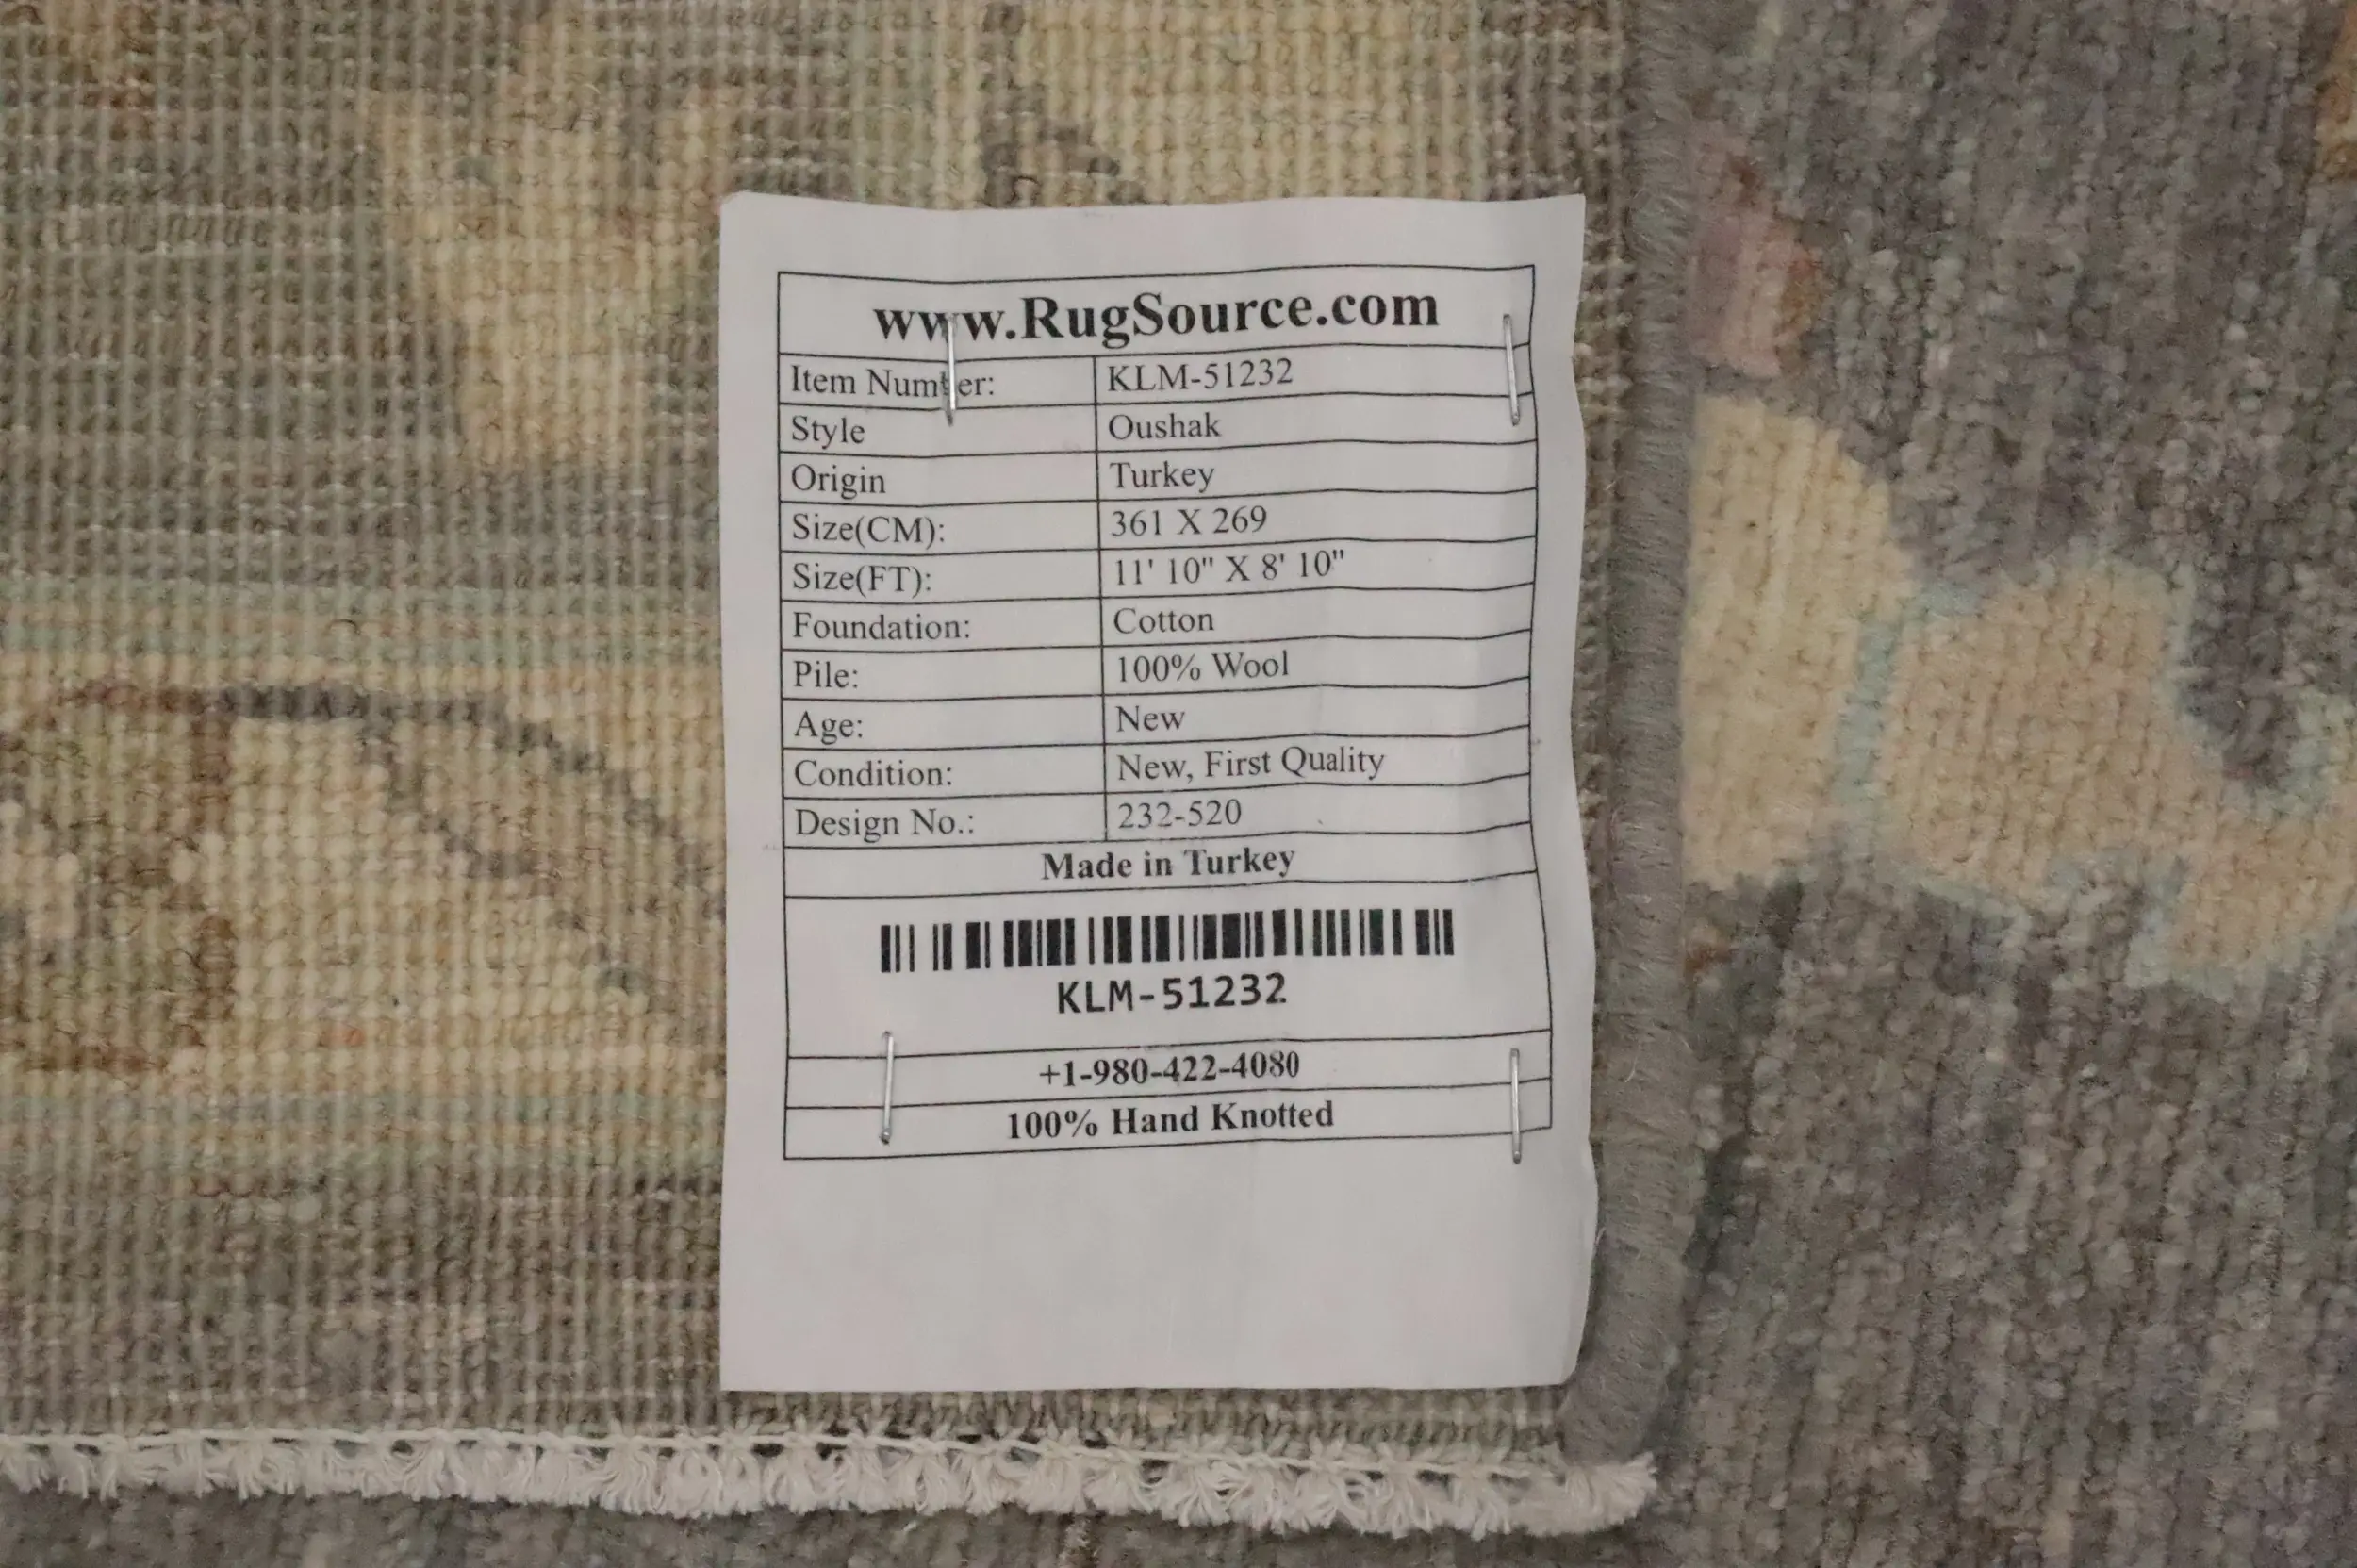 www.RugSource.com
Item Number: KLM-51232
Style Oushak
Origin Turkey
Size(CM): 361 X 269
Size(FT): 11' 10" X 8' 10"
Foundation: Cotton
Pile: 100% Wool
Age: New
Condition: New, First Quality
Design No.: 232-520
Made in Turkey
KLM-51232
+1-980-422-4080
100% Hand Knotted